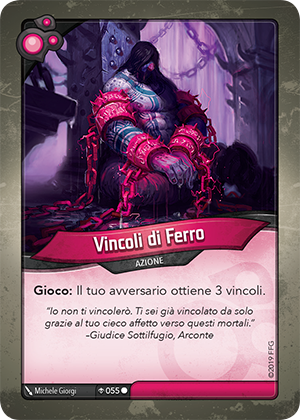 Vincoli di Ferro
AZIONE
Gioco: Il tuo avversario ottiene 3 vincoli.
"Io non ti vincolerò. Ti sei già vincolato da solo
grazie al tuo cieco affetto verso questi mortali."
-Giudice Sottilfugio, Arconte
Michele Giorgi
055
©2019 FFG